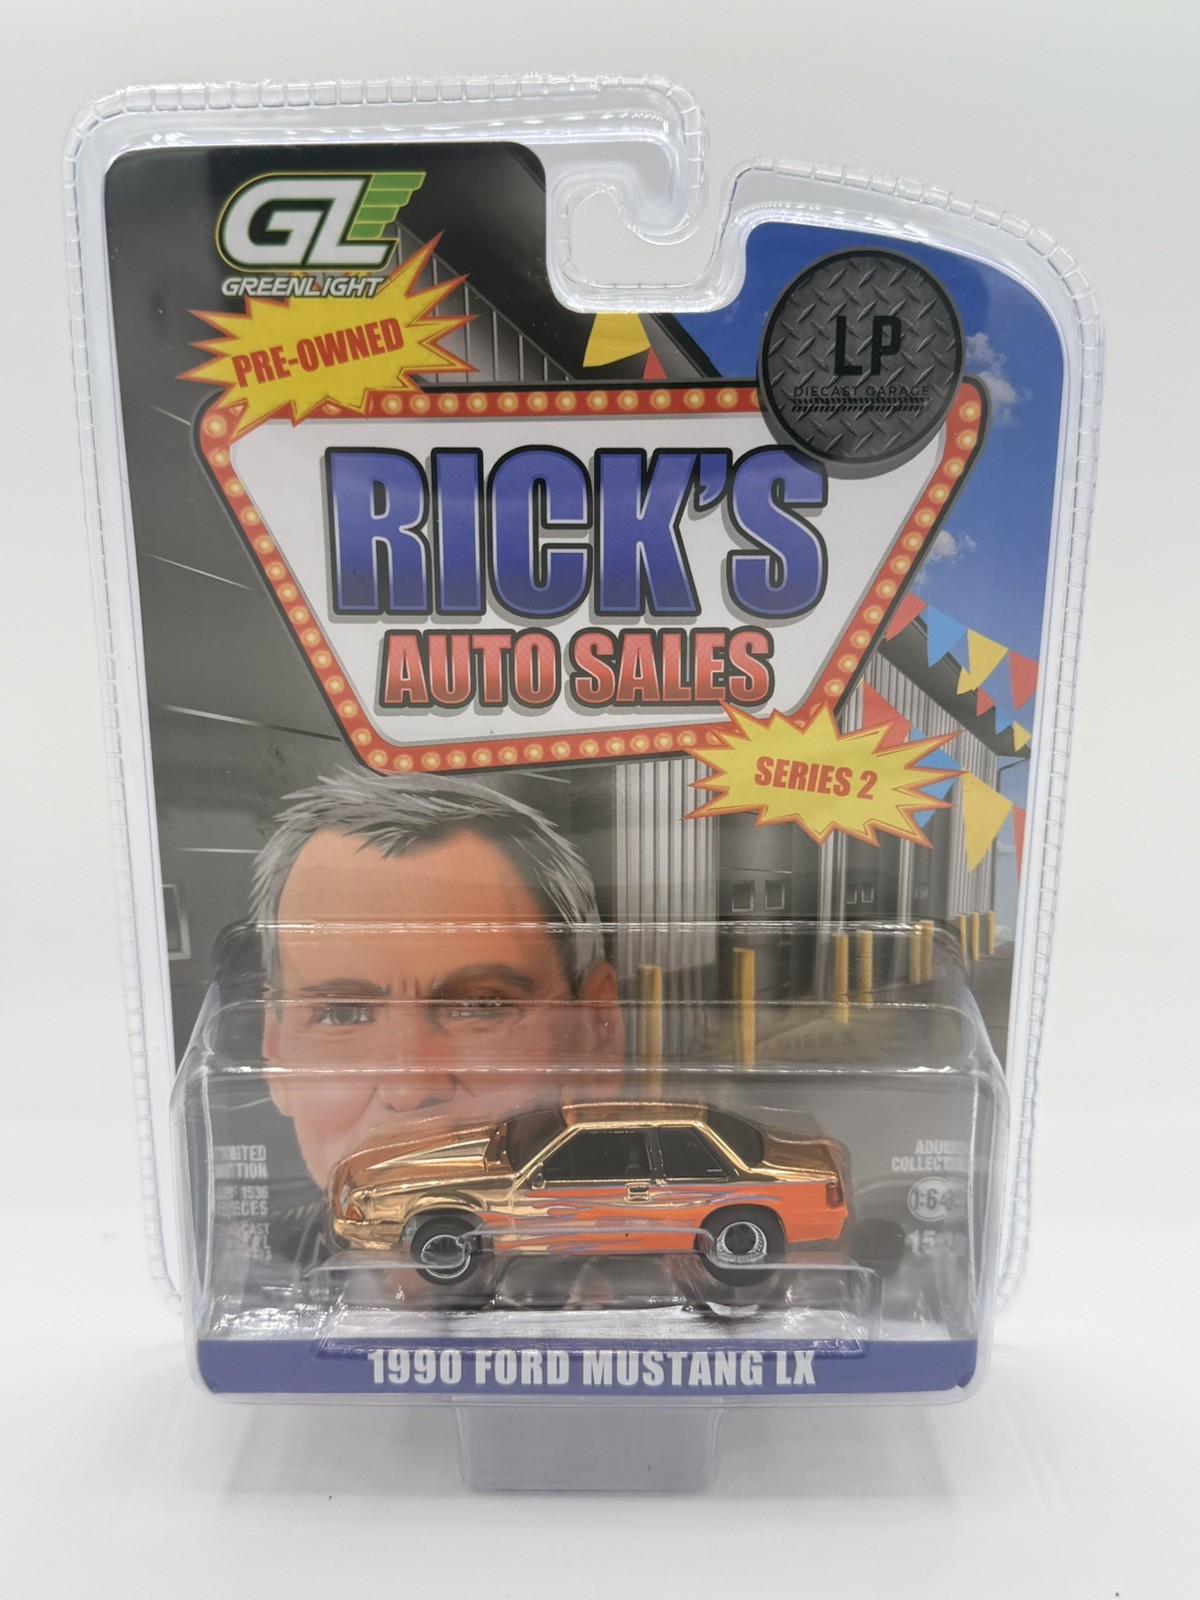 GL
GREENLIGHT
PRE-OWNED
LP
DIECAST GARAGE
RICK'S
AUTO SALES
SERIES 2
1536
ADULT
COLLECTIBLE
1:64
1990 FORD MUSTANG LX